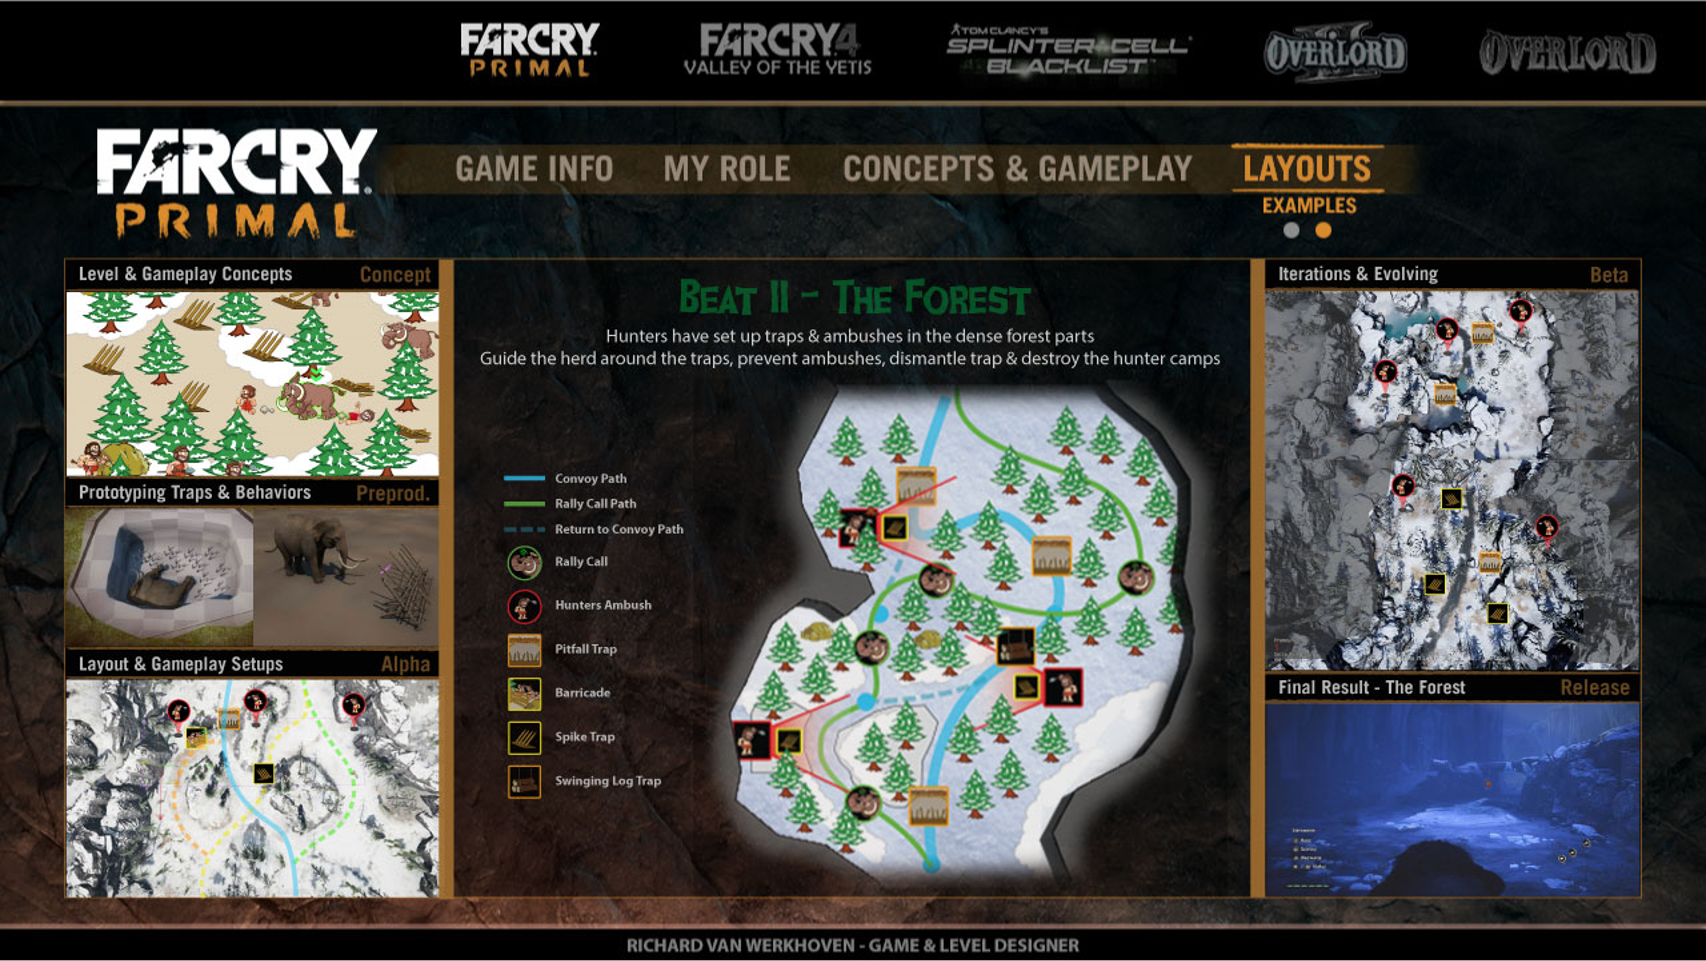 FARCRY
PRIMAL
FARCRY 4
VALLEY OF THE YETIS
TOM CLANCY'S
SPLINTER CELL
BLACKLIST
OVERLORD II
OVERLORD
FARCRY
PRIMAL
GAME INFO
MY ROLE
CONCEPTS & GAMEPLAY
LAYOUTS
EXAMPLES
Level & Gameplay Concepts Concept
Prototyping Traps & Behaviors Preprod.
Layout & Gameplay Setups Alpha
BEAT II - THE FOREST
Hunters have set up traps & ambushes in the dense forest parts
Guide the herd around the traps, prevent ambushes, dismantle trap & destroy the hunter camps
Convoy Path
Rally Call Path
Return to Convoy Path
Rally Call
Hunters Ambush
Pitfall Trap
Barricade
Spike Trap
Swinging Log Trap
Iterations & Evolving Beta
Final Result - The Forest Release
RICHARD VAN WERKHOVEN - GAME & LEVEL DESIGNER